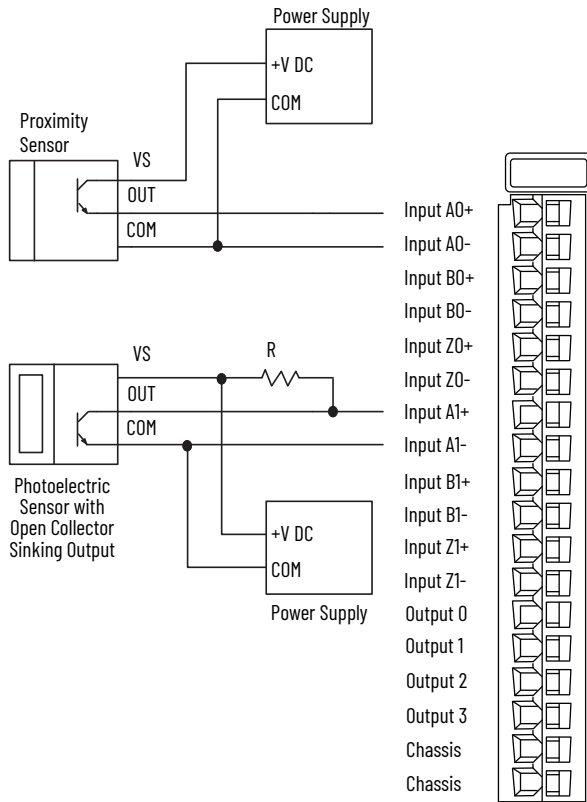 Power Supply
+V DC
COM
Proximity
Sensor
VS
OUT
COM
Input A0+
Input A0-
Input B0+
Input B0-
Input Z0+
Input Z0-
Input A1+
Input A1-
Input B1+
Input B1-
Input Z1+
Input Z1-
Output 0
Output 1
Output 2
Output 3
Chassis
Chassis
VS
R
OUT
COM
Photoelectric
Sensor with
Open Collector
Sinking Output
+V DC
COM
Power Supply